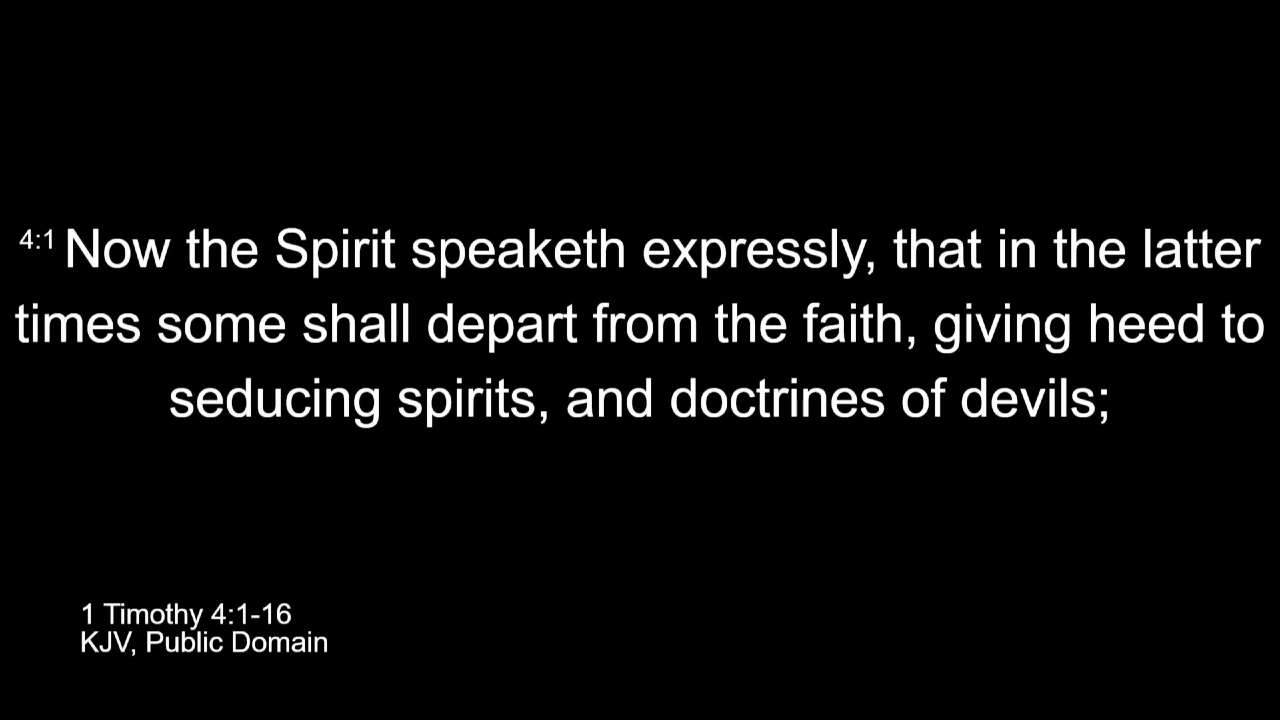 4:1 Now the Spirit speaketh expressly, that in the latter
times some shall depart from the faith, giving heed to
seducing spirits, and doctrines of devils;
1 Timothy 4:1-16
KJV, Public Domain